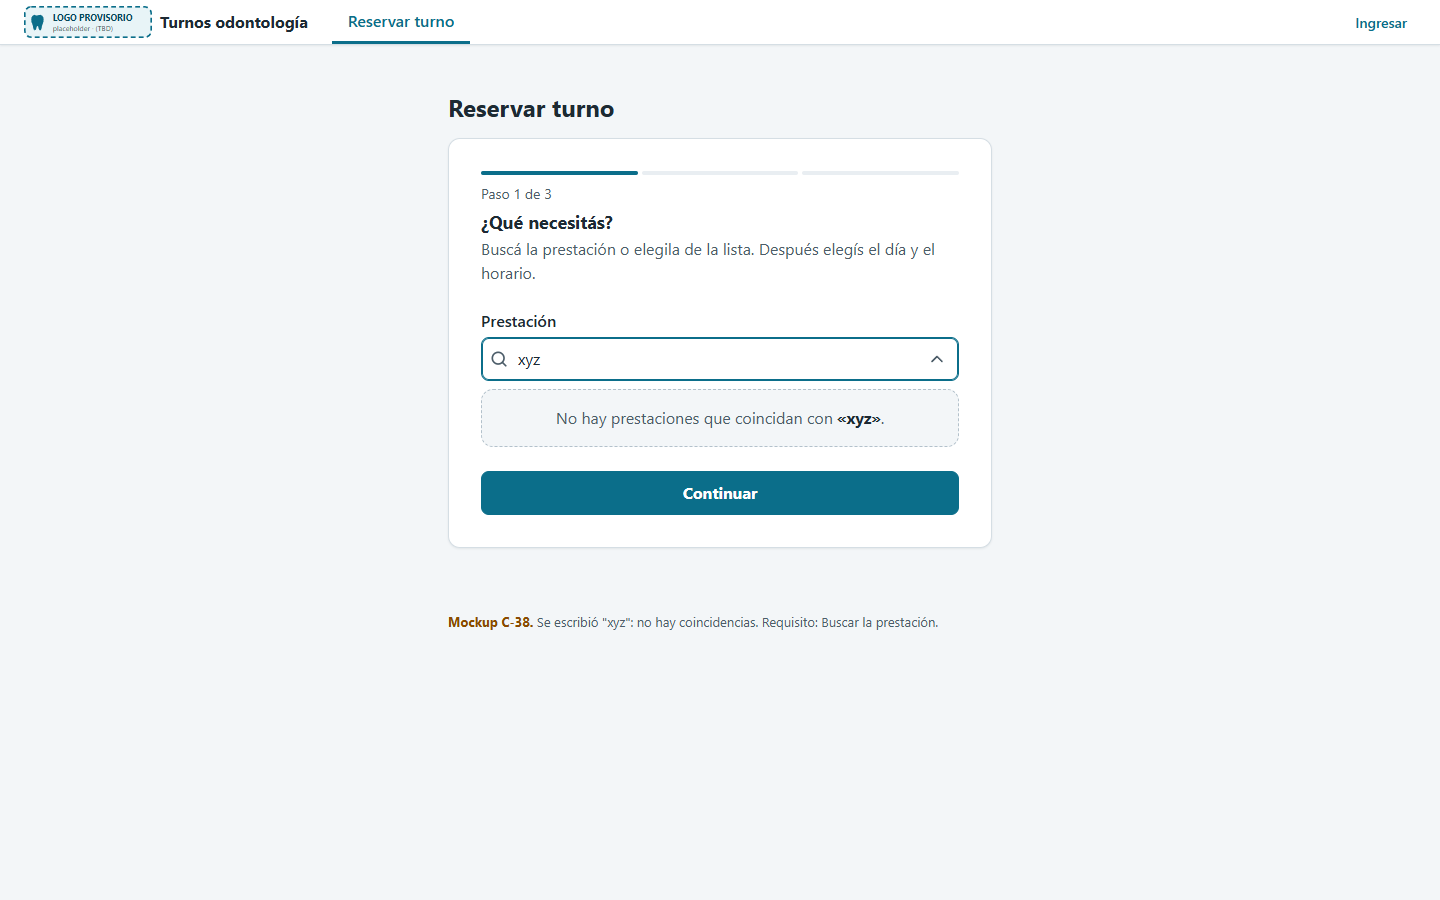 LOGO PROVISORIO
placeholder · (TBD)
Turnos odontología
Reservar turno
Ingresar
Reservar turno
Paso 1 de 3
¿Qué necesitás?
Buscá la prestación o elegila de la lista. Después elegís el día y el
horario.
Prestación
xyz
No hay prestaciones que coincidan con «xyz».
Continuar
Mockup C-38. Se escribió "xyz": no hay coincidencias. Requisito: Buscar la prestación.